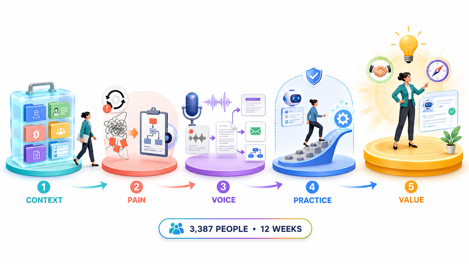 1
CONTEXT
2
PAIN
3
VOICE
4
PRACTICE
5
VALUE
3,387 PEOPLE • 12 WEEKS